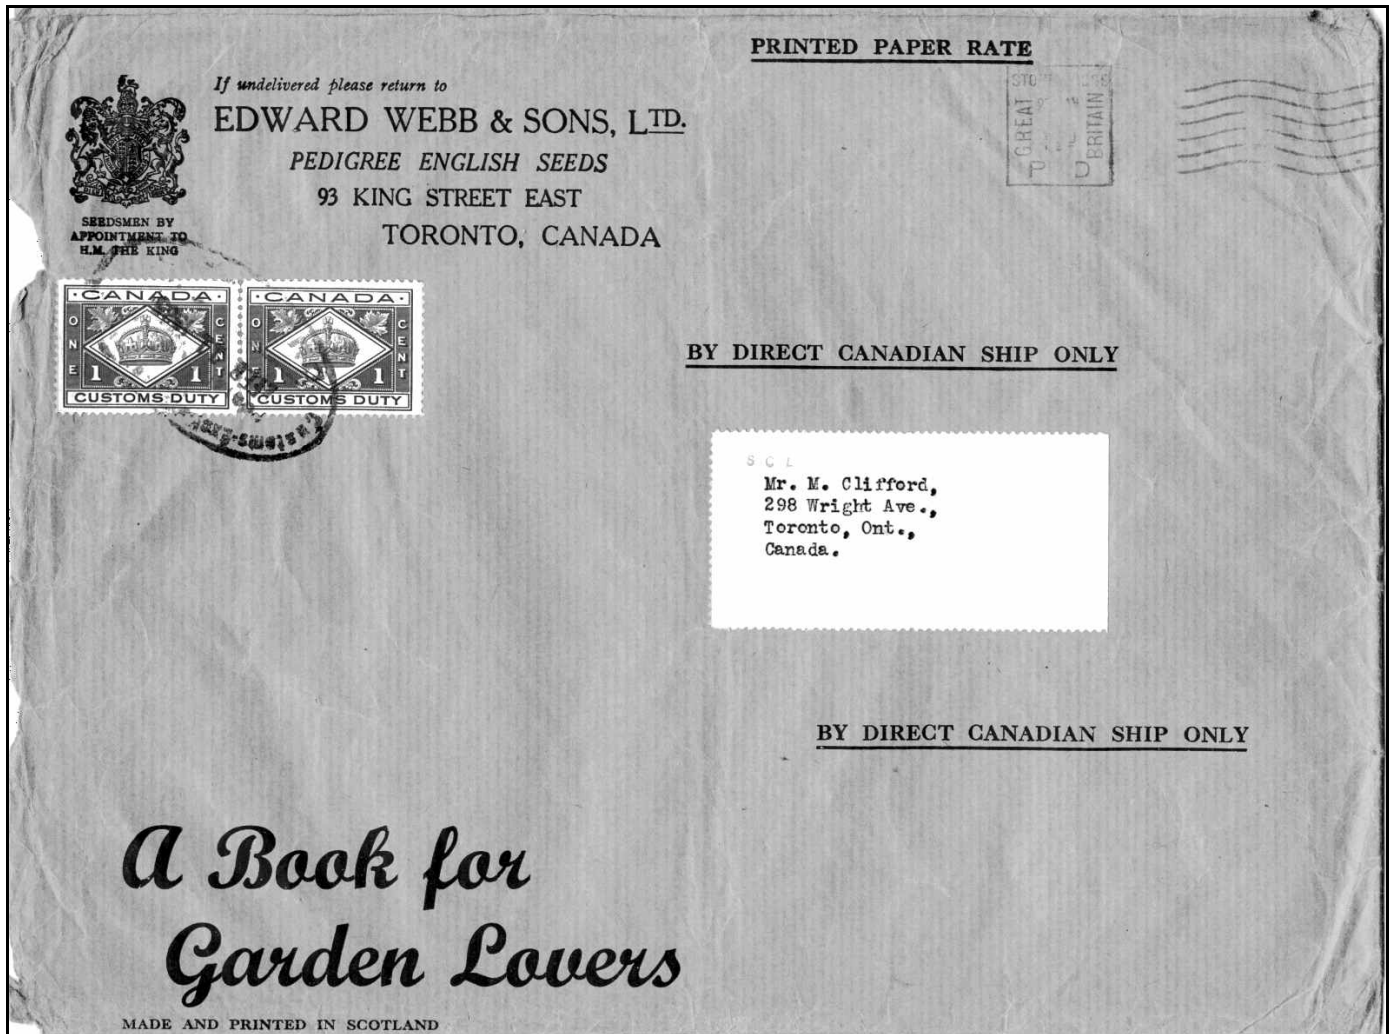 PRINTED PAPER RATE
If undelivered please return to
EDWARD WEBB & SONS, LTD.
PEDIGREE ENGLISH SEEDS
93 KING STREET EAST
TORONTO, CANADA
SEEDSMEN BY
APPOINTMENT TO
H.M. THE KING
GREAT
BRITAIN
P D
·CANADA· ·CANADA·
ONE CENT ONE CENT
1 1 1 1
CUSTOMS DUTY CUSTOMS DUTY
BY DIRECT CANADIAN SHIP ONLY
S C L
Mr. M. Clifford,
298 Wright Ave.,
Toronto, Ont.,
Canada.
BY DIRECT CANADIAN SHIP ONLY
A Book for
Garden Lovers
MADE AND PRINTED IN SCOTLAND